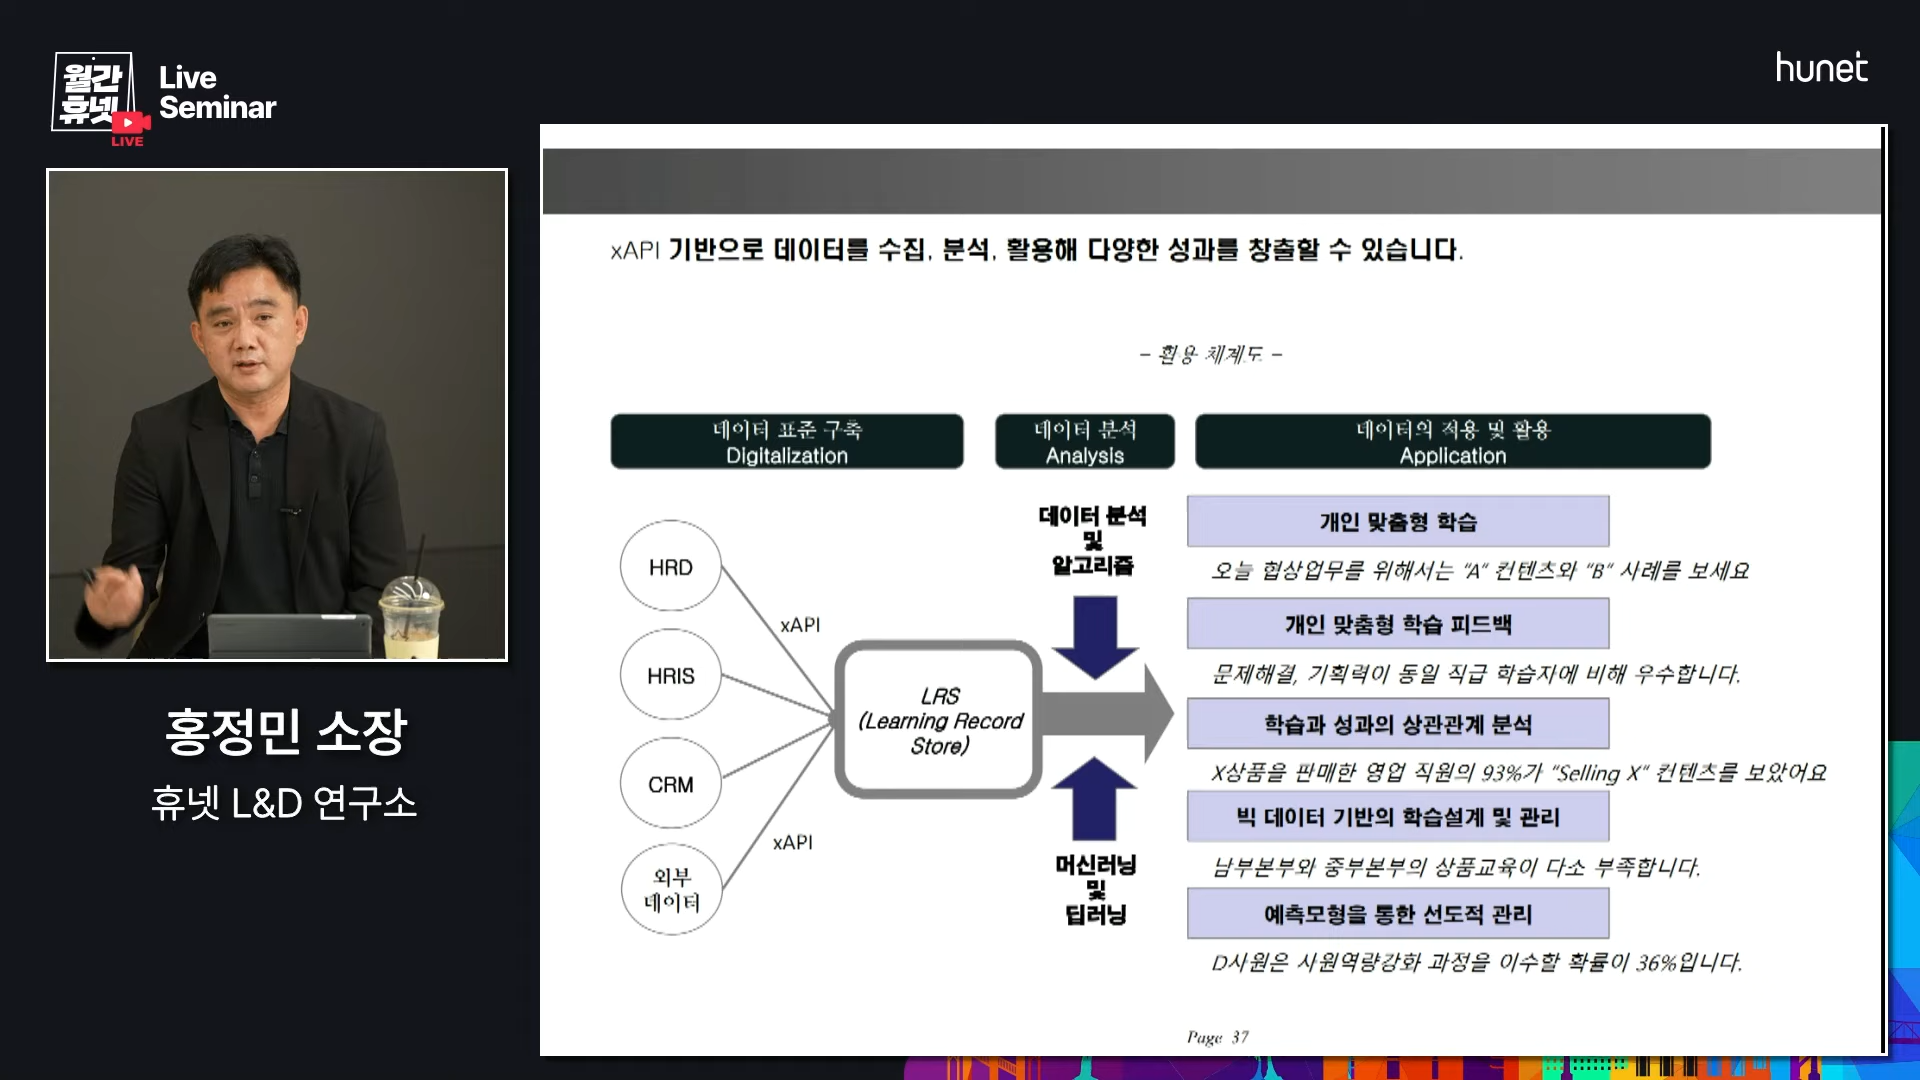 월간
휴넷
LIVE
Live
Seminar
hunet
홍정민 소장
휴넷 L&D 연구소
xAPI 기반으로 데이터를 수집, 분석, 활용해 다양한 성과를 창출할 수 있습니다.
- 활용 체계도 -
데이터 표준 구축
Digitalization
데이터 분석
Analysis
데이터의 적용 및 활용
Application
HRD
HRIS
CRM
외부
데이터
xAPI
xAPI
LRS
(Learning Record
Store)
데이터 분석
및
알고리즘
머신러닝
및
딥러닝
개인 맞춤형 학습
오늘 협상업무를 위해서는 “A” 컨텐츠와 “B” 사례를 보세요
개인 맞춤형 학습 피드백
문제해결, 기획력이 동일 직급 학습자에 비해 우수합니다.
학습과 성과의 상관관계 분석
X상품을 판매한 영업 직원의 93%가 “Selling X” 컨텐츠를 보았어요
빅 데이터 기반의 학습설계 및 관리
남부본부와 중부본부의 상품교육이 다소 부족합니다.
예측모형을 통한 선도적 관리
D사원은 사원역량강화 과정을 이수할 확률이 36%입니다.
Page 37